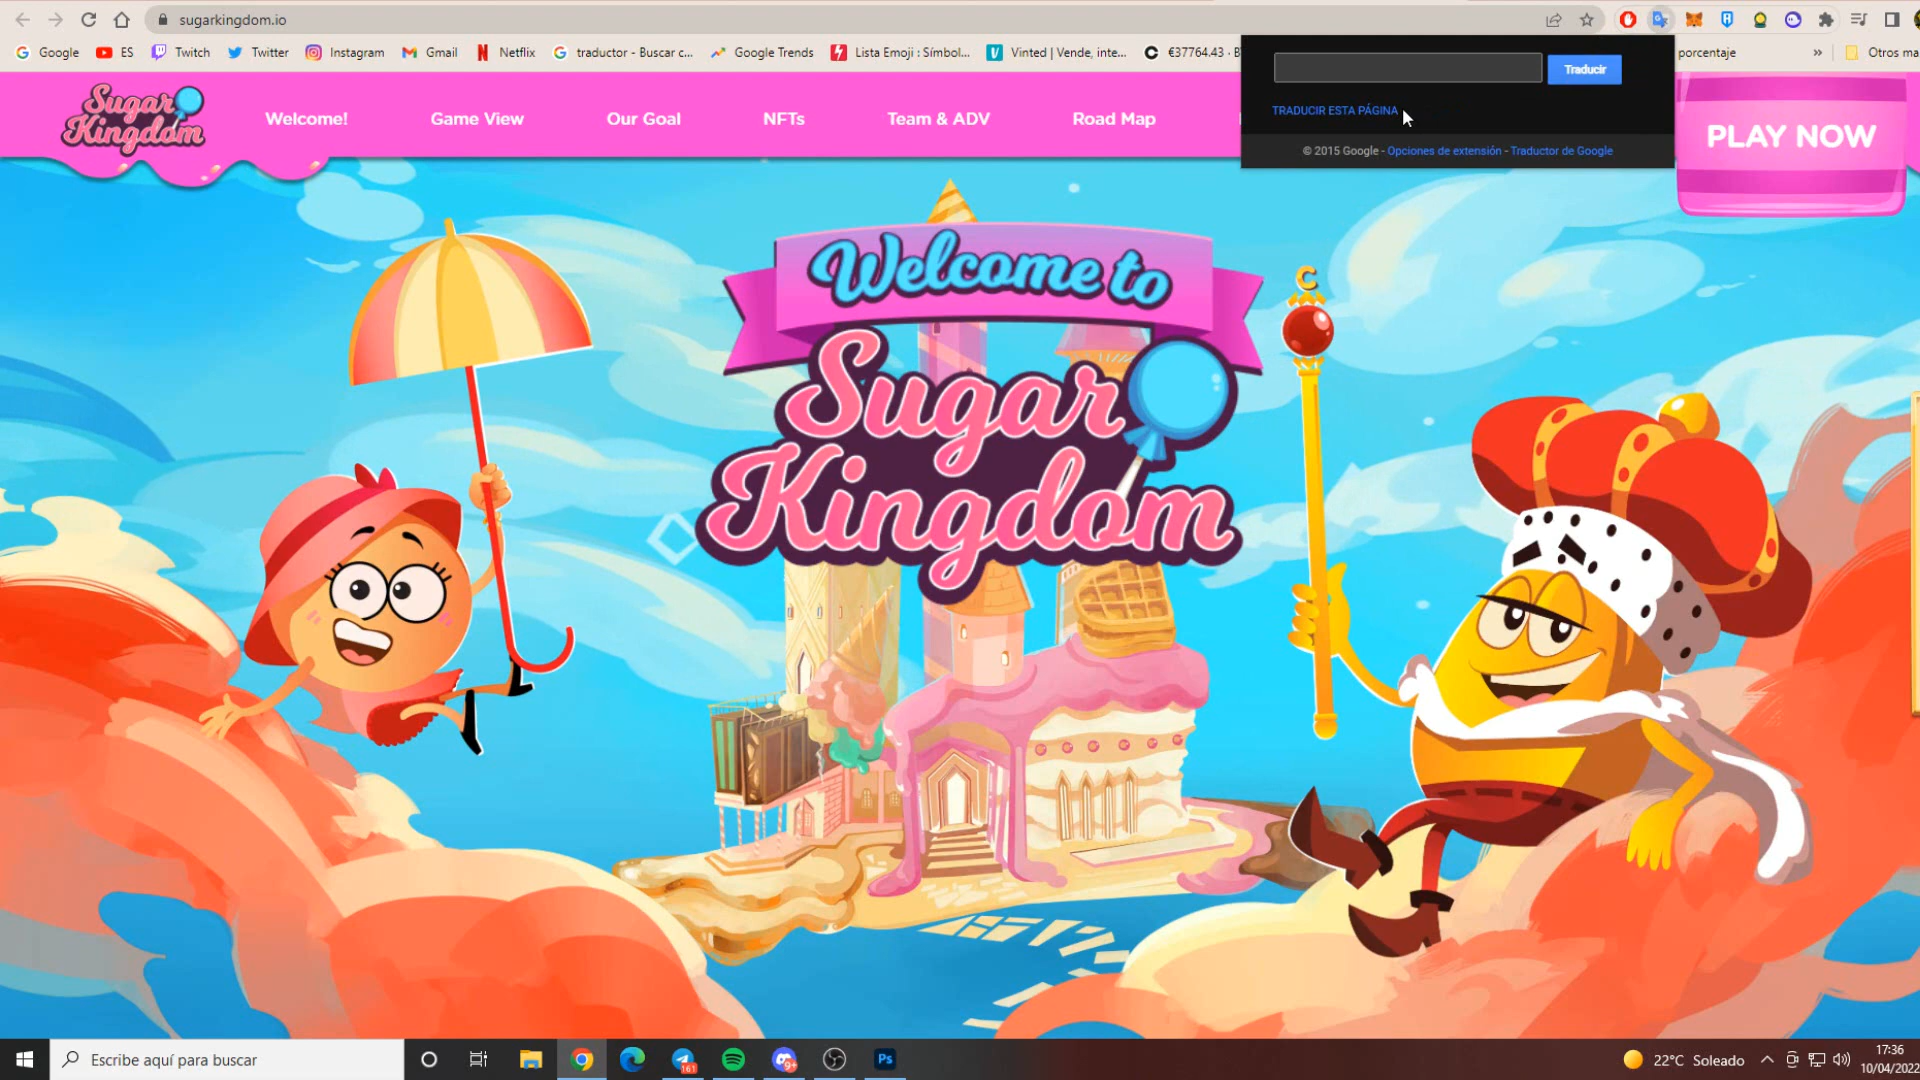 sugarkingdom.io
Google
ES
Twitch
Twitter
Instagram
Gmail
Netflix
traductor - Buscar c...
Google Trends
Lista Emoji : Símbol...
Vinted | Vende, inte...
€37764.43 ·
porcentaje
»
Otros ma
Traducir
TRADUCIR ESTA PÁGINA
© 2015 Google - Opciones de extensión - Traductor de Google
Sugar
Kingdom
Welcome!
Game View
Our Goal
NFTs
Team & ADV
Road Map
PLAY NOW
Welcome to
Sugar
Kingdom
C
Escribe aquí para buscar
161
9+
Ps
22°C Soleado
17:36
10/04/2022